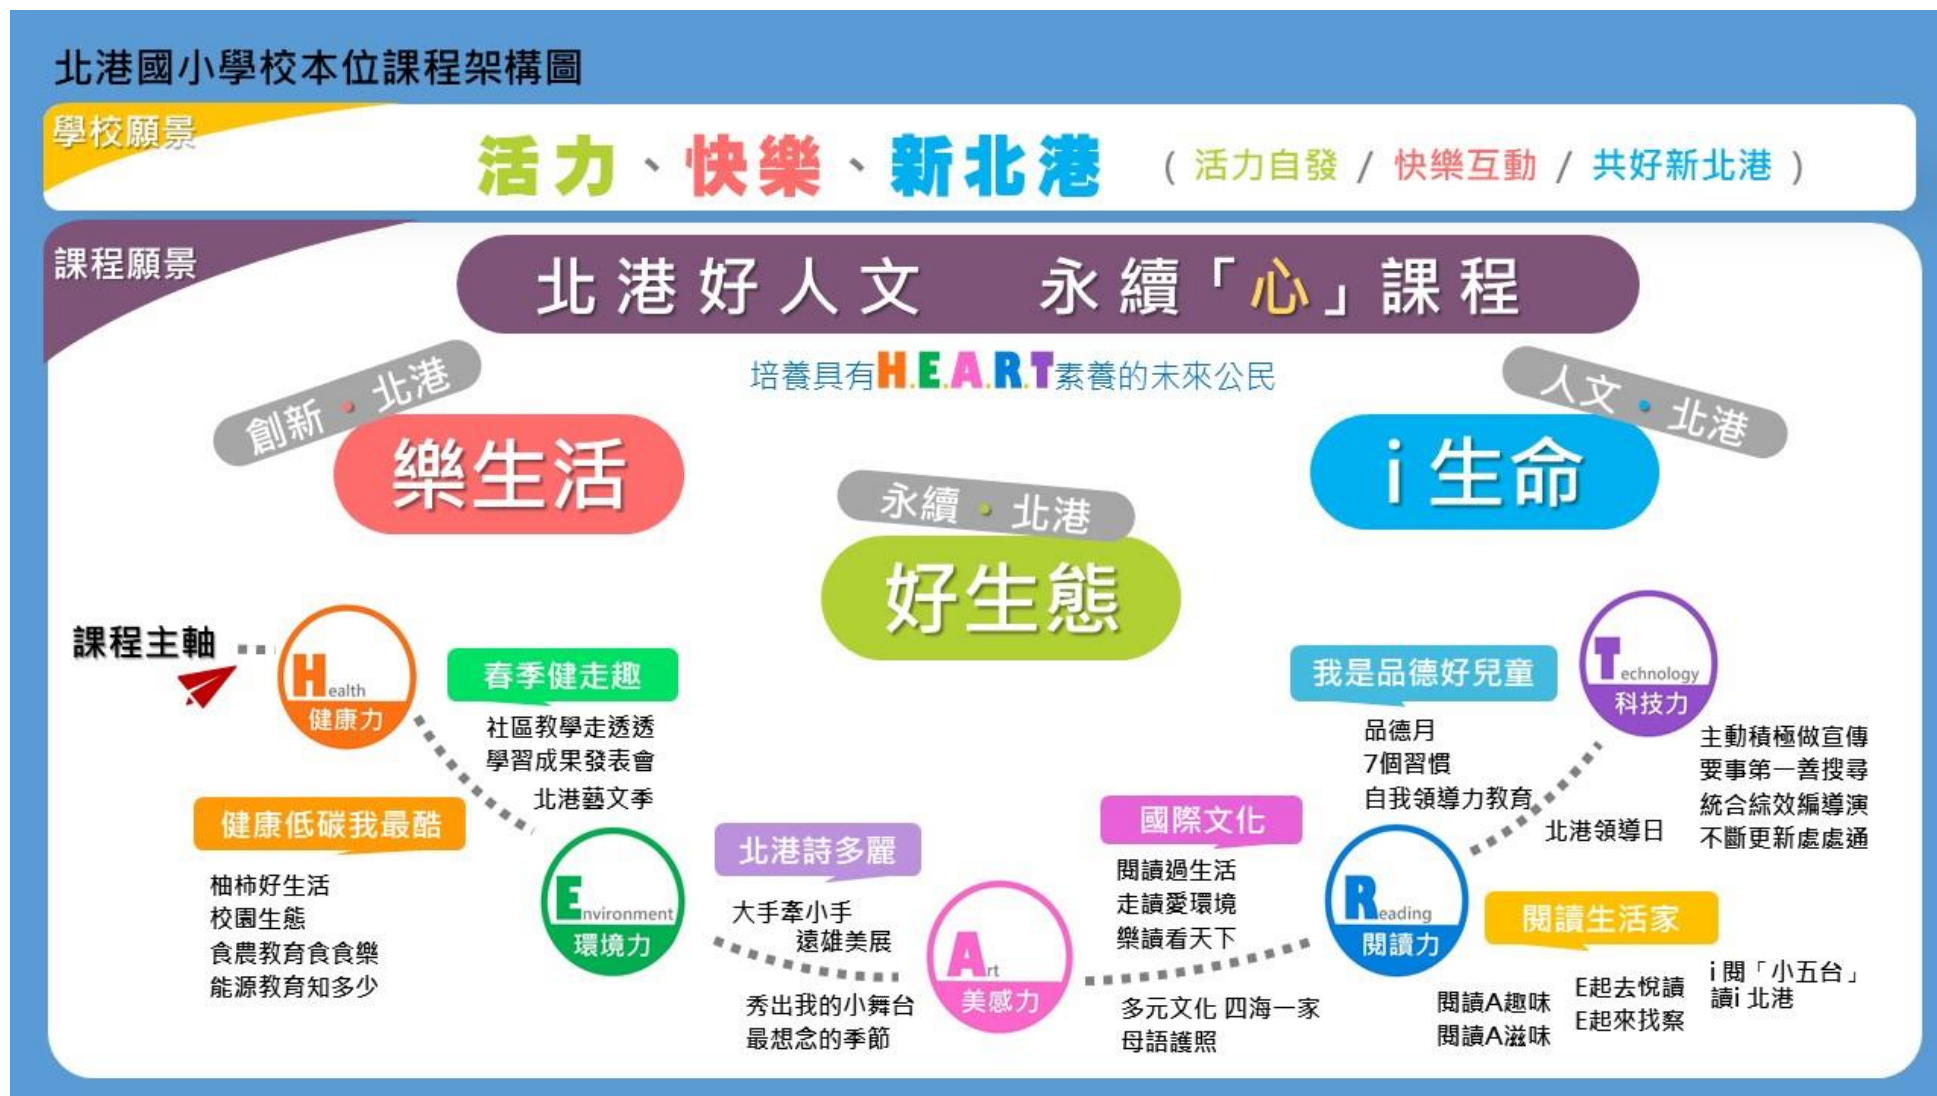 北港國小學校本位課程架構圖
學校願景
活力、快樂、新北港 ( 活力自發 / 快樂互動 / 共好新北港 )
課程願景
北港好人文 永續「心」課程
培養具有H.E.A.R.T素養的未來公民
創新・北港
樂生活
永續・北港
好生態
人文・北港
i 生命
課程主軸
Health
健康力
春季健走趣
社區教學走透透
學習成果發表會
北港藝文季
健康低碳我最酷
柚柿好生活
校園生態
食農教育食食樂
能源教育知多少
Environment
環境力
北港詩多麗
大手牽小手
遠雄美展
秀出我的小舞台
最想念的季節
Art
美感力
國際文化
閱讀過生活
走讀愛環境
樂讀看天下
多元文化 四海一家
母語護照
Reading
閱讀力
我是品德好兒童
品德月
7個習慣
自我領導力教育
北港領導日
閱讀生活家
閱讀A趣味
閱讀A滋味
E起去悅讀
E起來找察
i 閱「小五台」
讀i 北港
Technology
科技力
主動積極做宣傳
要事第一善搜尋
統合綜效編導演
不斷更新處處通